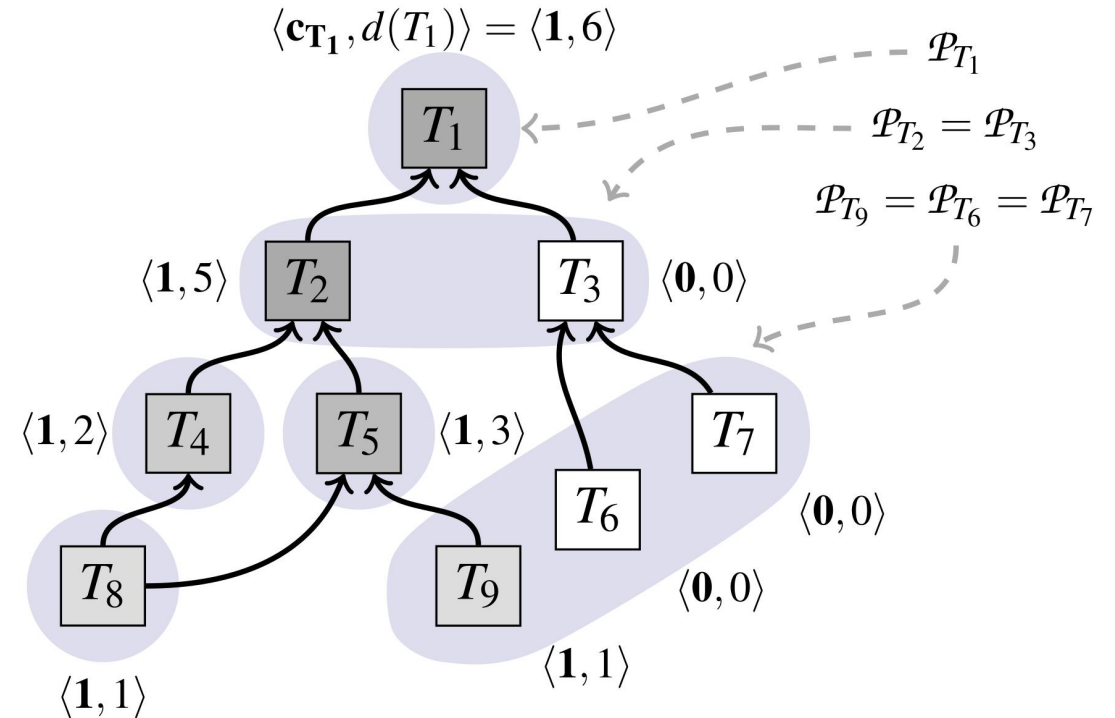 ⟨𝐜_𝐓₁, d(T₁)⟩ = ⟨𝟏, 6⟩
𝒫_T₁
T₁
𝒫_T₂ = 𝒫_T₃
𝒫_T₉ = 𝒫_T₆ = 𝒫_T₇
⟨𝟏, 5⟩
T₂
T₃
⟨𝟎, 0⟩
⟨𝟏, 2⟩
T₄
T₅
⟨𝟏, 3⟩
T₇
T₆
⟨𝟎, 0⟩
T₈
T₉
⟨𝟎, 0⟩
⟨𝟏, 1⟩
⟨𝟏, 1⟩